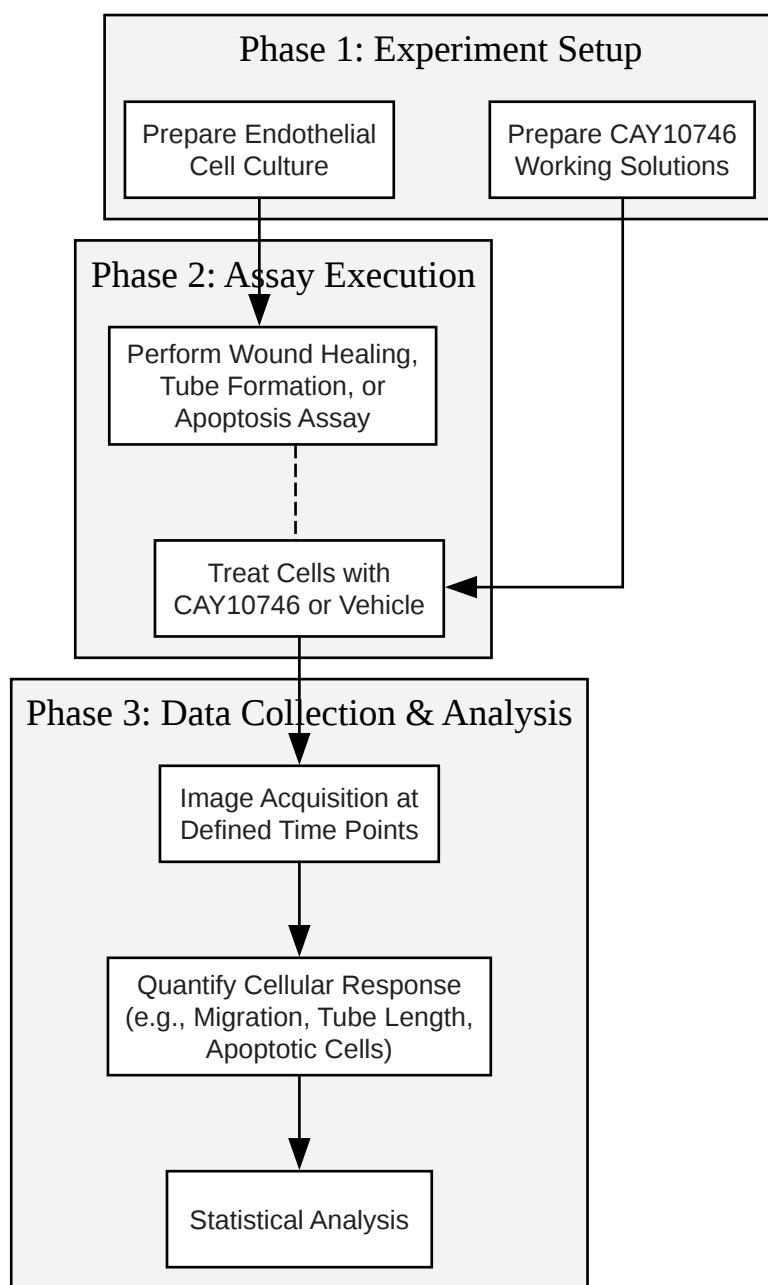 Phase 1: Experiment Setup
Prepare Endothelial
Cell Culture
Prepare CAY10746
Working Solutions
Phase 2: Assay Execution
Perform Wound Healing,
Tube Formation, or
Apoptosis Assay
Treat Cells with
CAY10746 or Vehicle
Phase 3: Data Collection & Analysis
Image Acquisition at
Defined Time Points
Quantify Cellular Response
(e.g., Migration, Tube Length,
Apoptotic Cells)
Statistical Analysis